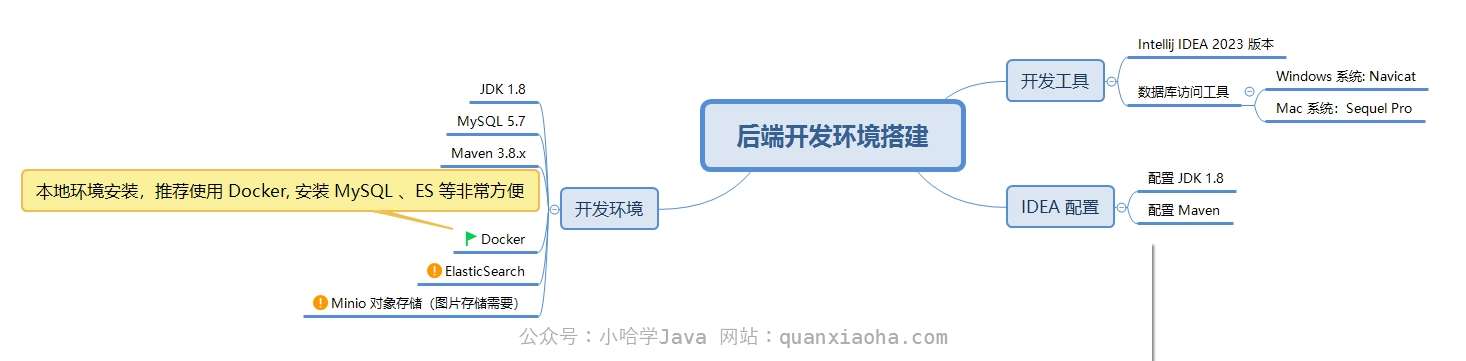 后端开发环境搭建
开发工具
Intellij IDEA 2023 版本
数据库访问工具
Windows 系统: Navicat
Mac 系统：Sequel Pro
IDEA 配置
配置 JDK 1.8
配置 Maven
开发环境
JDK 1.8
MySQL 5.7
Maven 3.8.x
本地环境安装，推荐使用 Docker, 安装 MySQL 、ES 等非常方便
Docker
ElasticSearch
Minio 对象存储（图片存储需要）
公众号：小哈学Java 网站：quanxiaoha.com